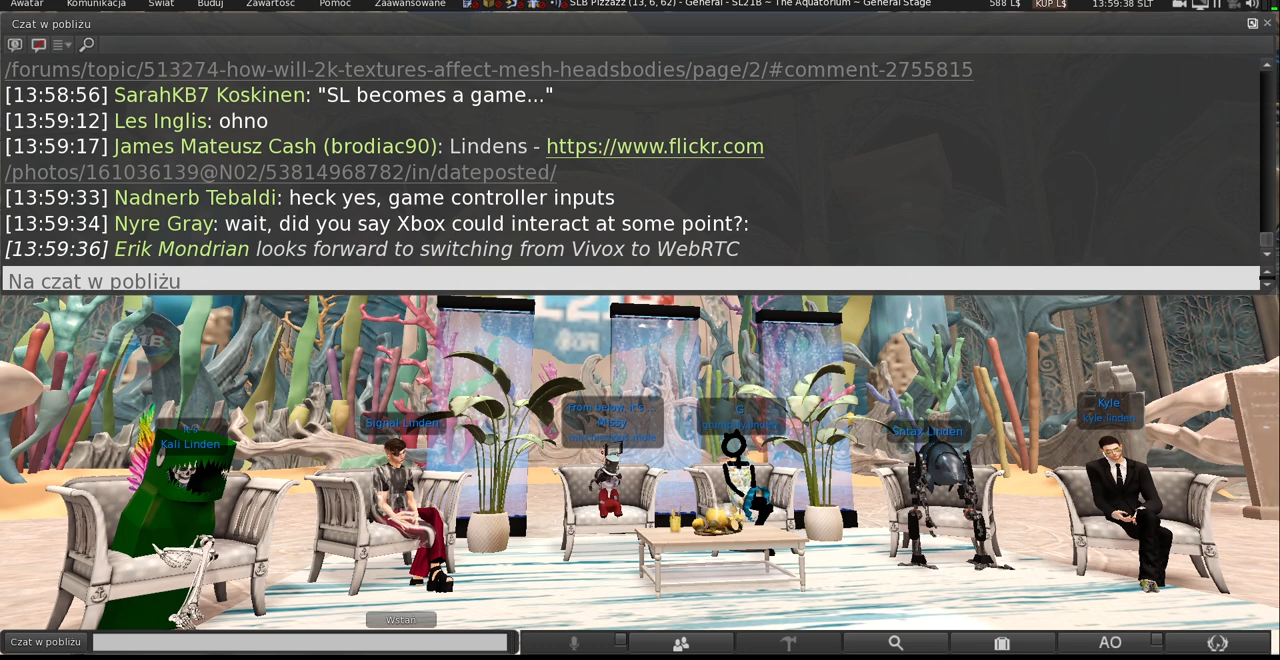 Awatar Komunikacja Świat Buduj Zawartość Pomoc Zaawansowane SLB Pizzazz (13, 6, 62) - General - SL21B ~ The Aquatorium ~ General Stage 588 L$ KUP L$ 13:59:38 SLT
Czat w pobliżu
/forums/topic/513274-how-will-2k-textures-affect-mesh-headsbodies/page/2/#comment-2755815
[13:58:56] SarahKB7 Koskinen: "SL becomes a game..."
[13:59:12] Les Inglis: ohno
[13:59:17] James Mateusz Cash (brodiac90): Lindens - https://www.flickr.com
/photos/161036139@N02/53814968782/in/dateposted/
[13:59:33] Nadnerb Tebaldi: heck yes, game controller inputs
[13:59:34] Nyre Gray: wait, did you say Xbox could interact at some point?:
[13:59:36] Erik Mondrian looks forward to switching from Vivox to WebRTC
Na czat w pobliżu
SL21B
Kali Linden
Signal Linden
From below, it's ...
Missy
G
Sntax Linden
Kyle
kyle.linden
Wstań
Czat w pobliżu
AO